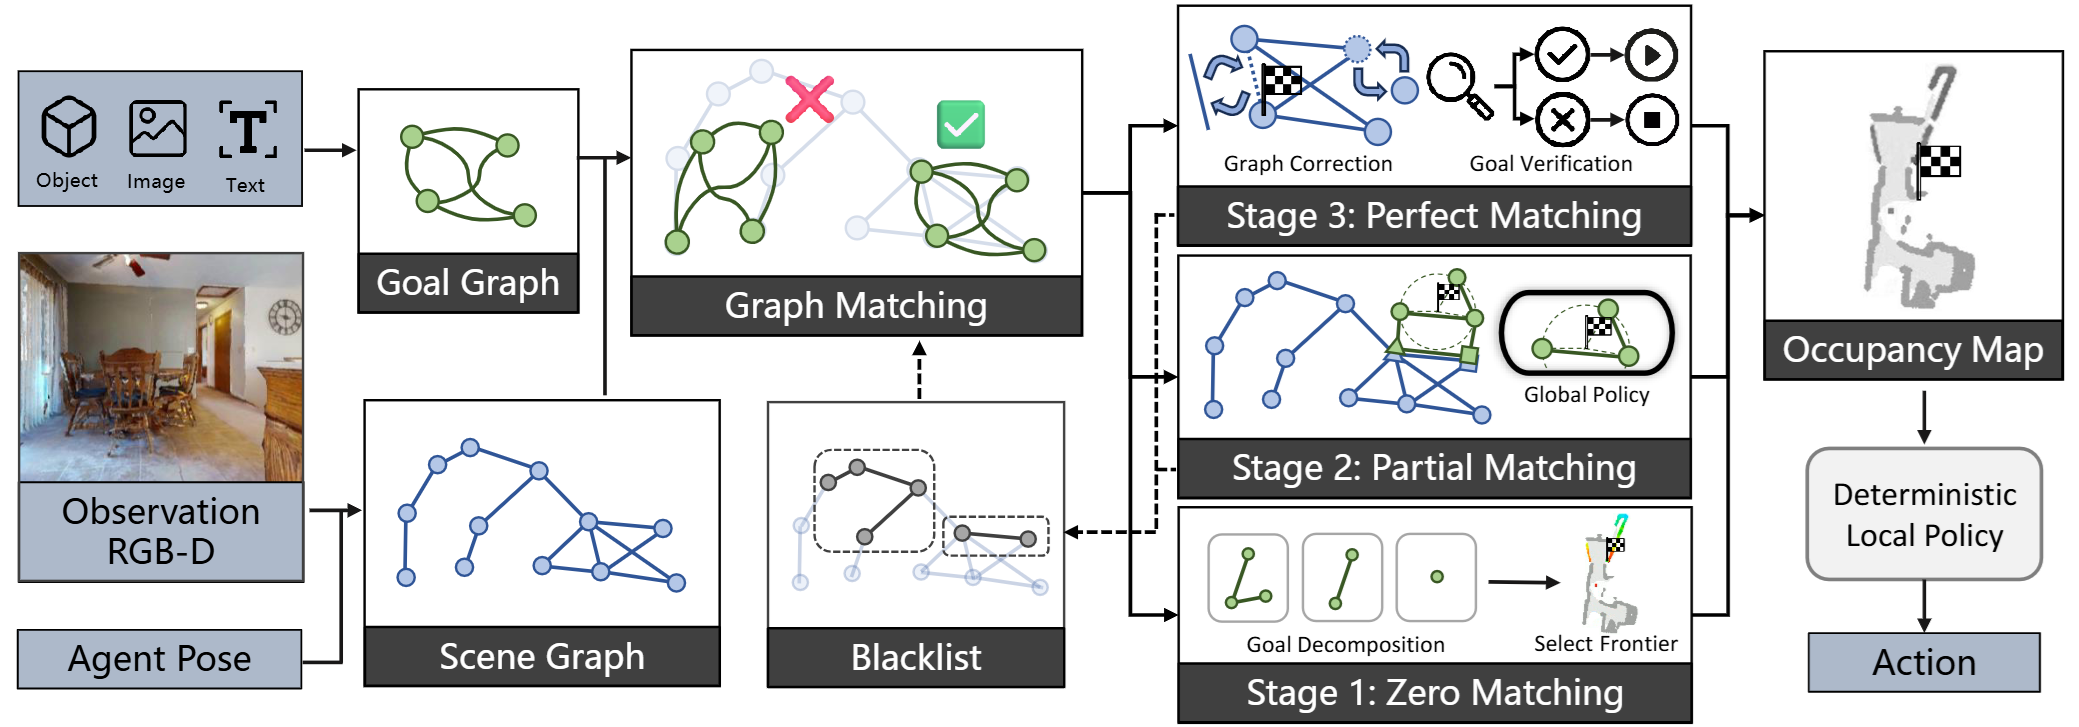 Object
Image
Text
Observation
RGB-D
Agent Pose
Goal Graph
Scene Graph
Graph Matching
Blacklist
Graph Correction
Goal Verification
Stage 3: Perfect Matching
Global Policy
Stage 2: Partial Matching
Goal Decomposition
Select Frontier
Stage 1: Zero Matching
Occupancy Map
Deterministic
Local Policy
Action